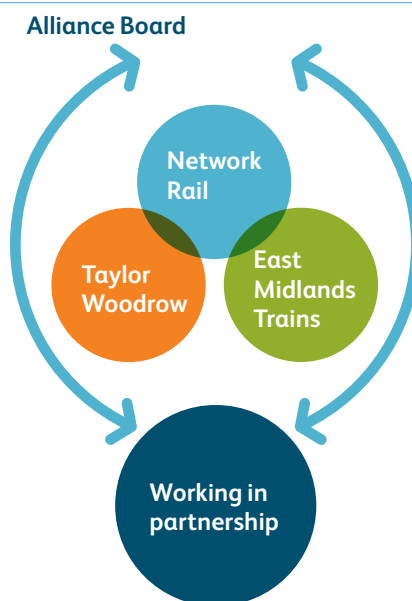 Alliance Board
Network
Rail
Taylor
Woodrow
East
Midlands
Trains
Working in
partnership